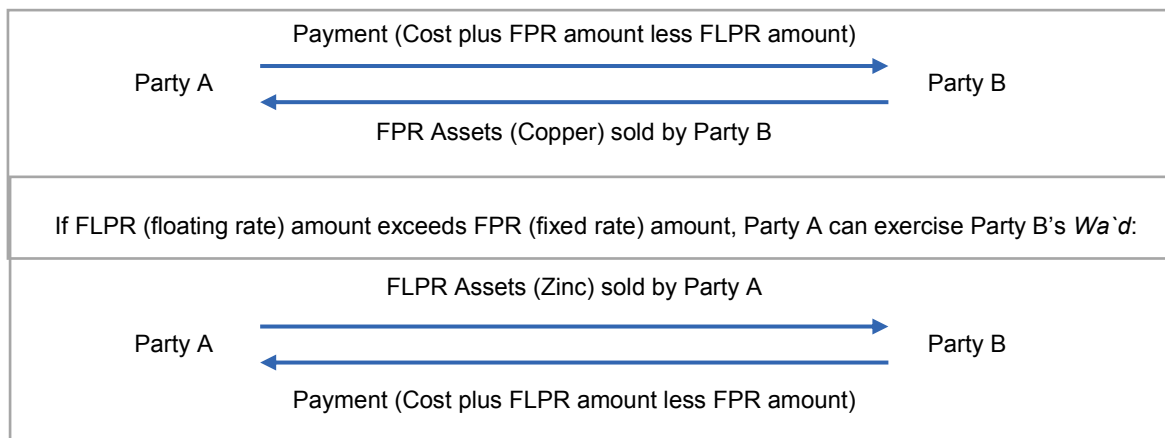 Payment (Cost plus FPR amount less FLPR amount)
Party A
Party B
FPR Assets (Copper) sold by Party B
If FLPR (floating rate) amount exceeds FPR (fixed rate) amount, Party A can exercise Party B’s Wa`d:
FLPR Assets (Zinc) sold by Party A
Party A
Party B
Payment (Cost plus FLPR amount less FPR amount)